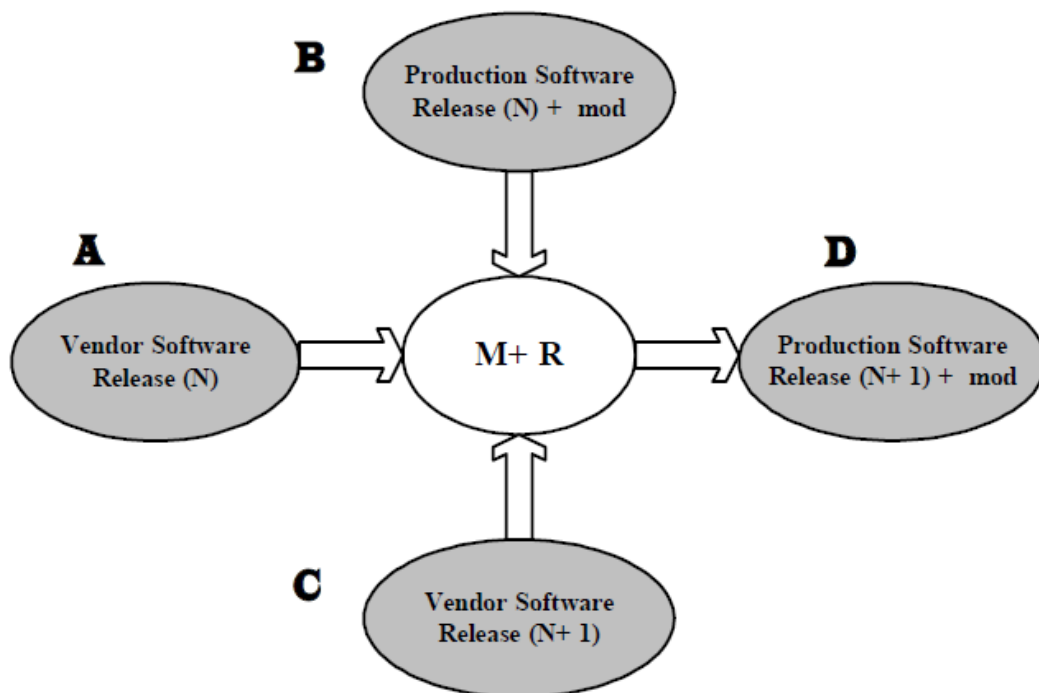 B
Production Software
Release (N) + mod
A
Vendor Software
Release (N)
M+ R
D
Production Software
Release (N+ 1) + mod
C
Vendor Software
Release (N+ 1)